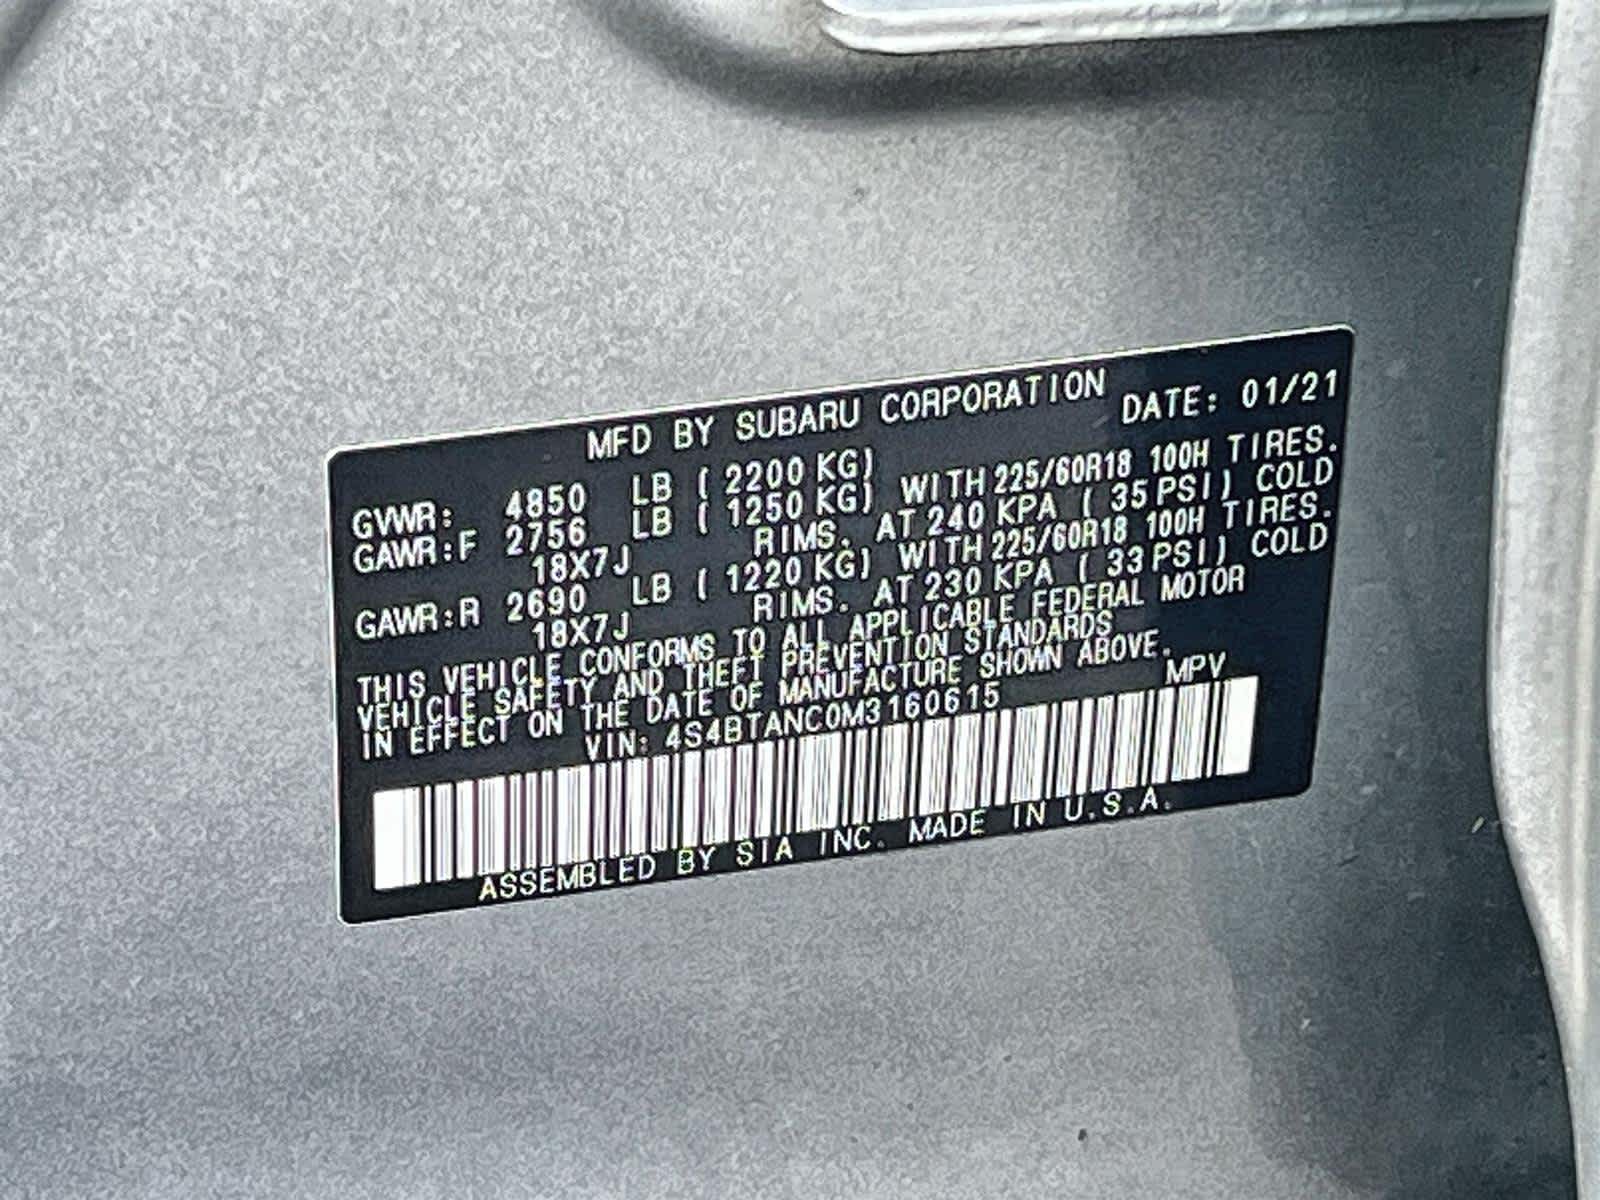 MFD BY SUBARU CORPORATION DATE: 01/21
GVWR: 4850 LB ( 2200 KG)
GAWR:F 2756 LB ( 1250 KG) WITH 225/60R18 100H TIRES.
18X7J RIMS. AT 240 KPA ( 35 PSI) COLD
GAWR:R 2690 LB ( 1220 KG) WITH 225/60R18 100H TIRES.
18X7J RIMS. AT 230 KPA ( 33 PSI) COLD
THIS VEHICLE CONFORMS TO ALL APPLICABLE FEDERAL MOTOR
VEHICLE SAFETY AND THEFT PREVENTION STANDARDS
IN EFFECT ON THE DATE OF MANUFACTURE SHOWN ABOVE.
VIN: 4S4BTANC0M3160615 MPV
ASSEMBLED BY SIA INC. MADE IN U.S.A.